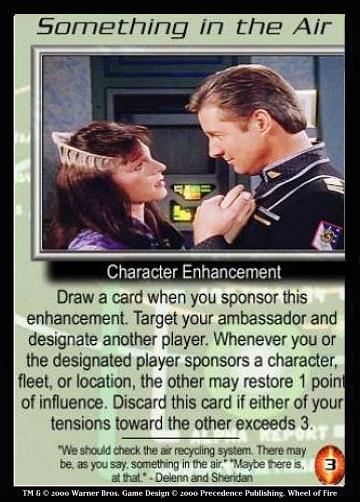 Something in the Air
Character Enhancement
Draw a card when you sponsor this
enhancement. Target your ambassador and
designate another player. Whenever you or
the designated player sponsors a character,
fleet, or location, the other may restore 1 point
of influence. Discard this card if either of your
tensions toward the other exceeds 3.
"We should check the air recycling system. There may
be, as you say, something in the air." "Maybe there is,
at that." - Delenn and Sheridan
3
TM & © 2000 Warner Bros. Game Design © 2000 Precedence Publishing. Wheel of Fire